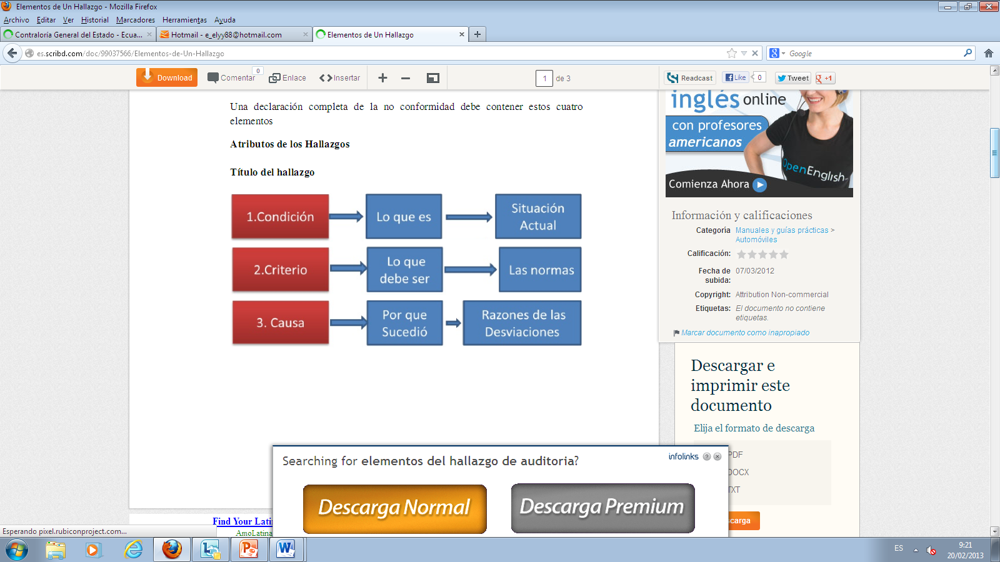 Elementos de Un Hallazgo - Mozilla Firefox
Archivo Editar Ver Historial Marcadores Herramientas Ayuda
Contraloría General del Estado - Ecua... × Hotmail - e_elyy88@hotmail.com × Elementos de Un Hallazgo × +
es.scribd.com/doc/99037566/Elementos-de-Un-Hallazgo
Google
Download Comentar 0 Enlace Insertar 1 de 3 Readcast Like 0 Tweet +1
Una declaración completa de la no conformidad debe contener estos cuatro
elementos
Atributos de los Hallazgos
Título del hallazgo
1.Condición
Lo que es
Situación
Actual
2.Criterio
Lo que
debe ser
Las normas
3. Causa
Por que
Sucedió
Razones de las
Desviaciones
inglés online
con profesores
americanos
OpenEnglish
Comienza Ahora
Información y calificaciones
Categoría Manuales y guías prácticas >
Automóviles
Calificación:
Fecha de 07/03/2012
subida:
Copyright: Attribution Non-commercial
Etiquetas: El documento no contiene
etiquetas.
Marcar documento como inapropiado
Descargar e
imprimir este
documento
Elija el formato de descarga
PDF
DOCX
TXT
scarga
Searching for elementos del hallazgo de auditoria?
infolinks ? ×
Descarga Normal
Descarga Premium
Find Your Lati
AmoLatina
Esperando pixel.rubiconproject.com...
ES
9:21
20/02/2013